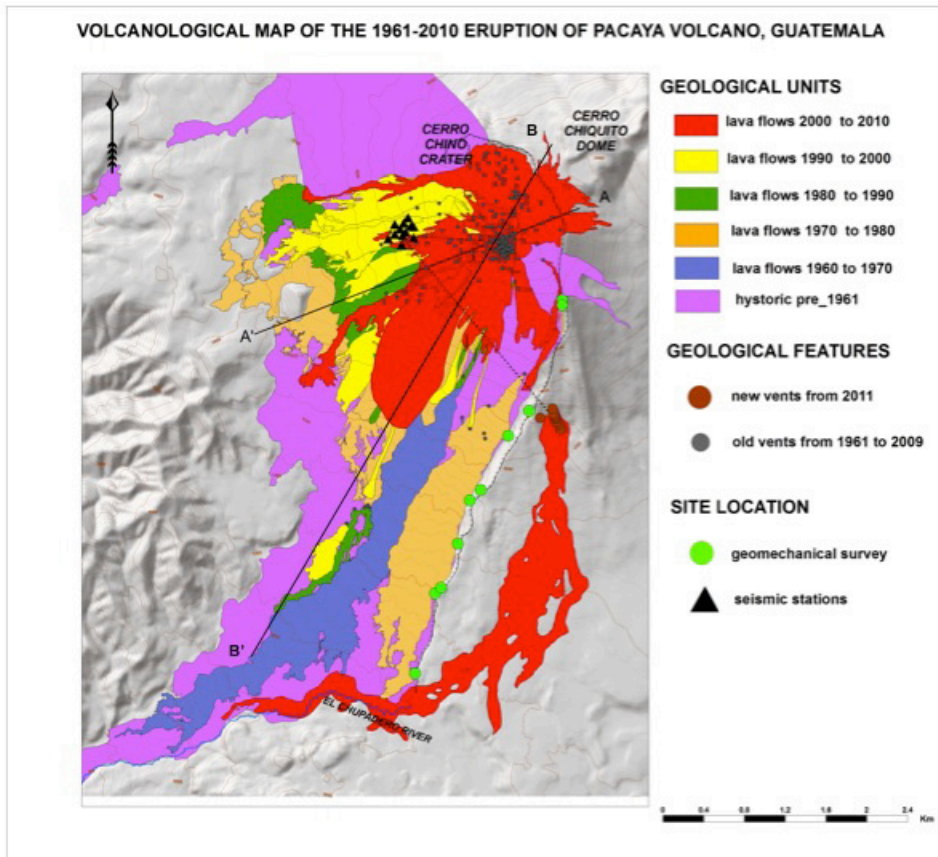 VOLCANOLOGICAL MAP OF THE 1961-2010 ERUPTION OF PACAYA VOLCANO, GUATEMALA
CERRO
CHINO
CRATER
B
CERRO
CHIQUITO
DOME
A
A'
B'
EL CHUPADERO RIVER
GEOLOGICAL UNITS
lava flows 2000 to 2010
lava flows 1990 to 2000
lava flows 1980 to 1990
lava flows 1970 to 1980
lava flows 1960 to 1970
hystoric pre_1961
GEOLOGICAL FEATURES
new vents from 2011
old vents from 1961 to 2009
SITE LOCATION
geomechanical survey
seismic stations
0 0.4 0.8 1.2 1.6 2 2.4
Km